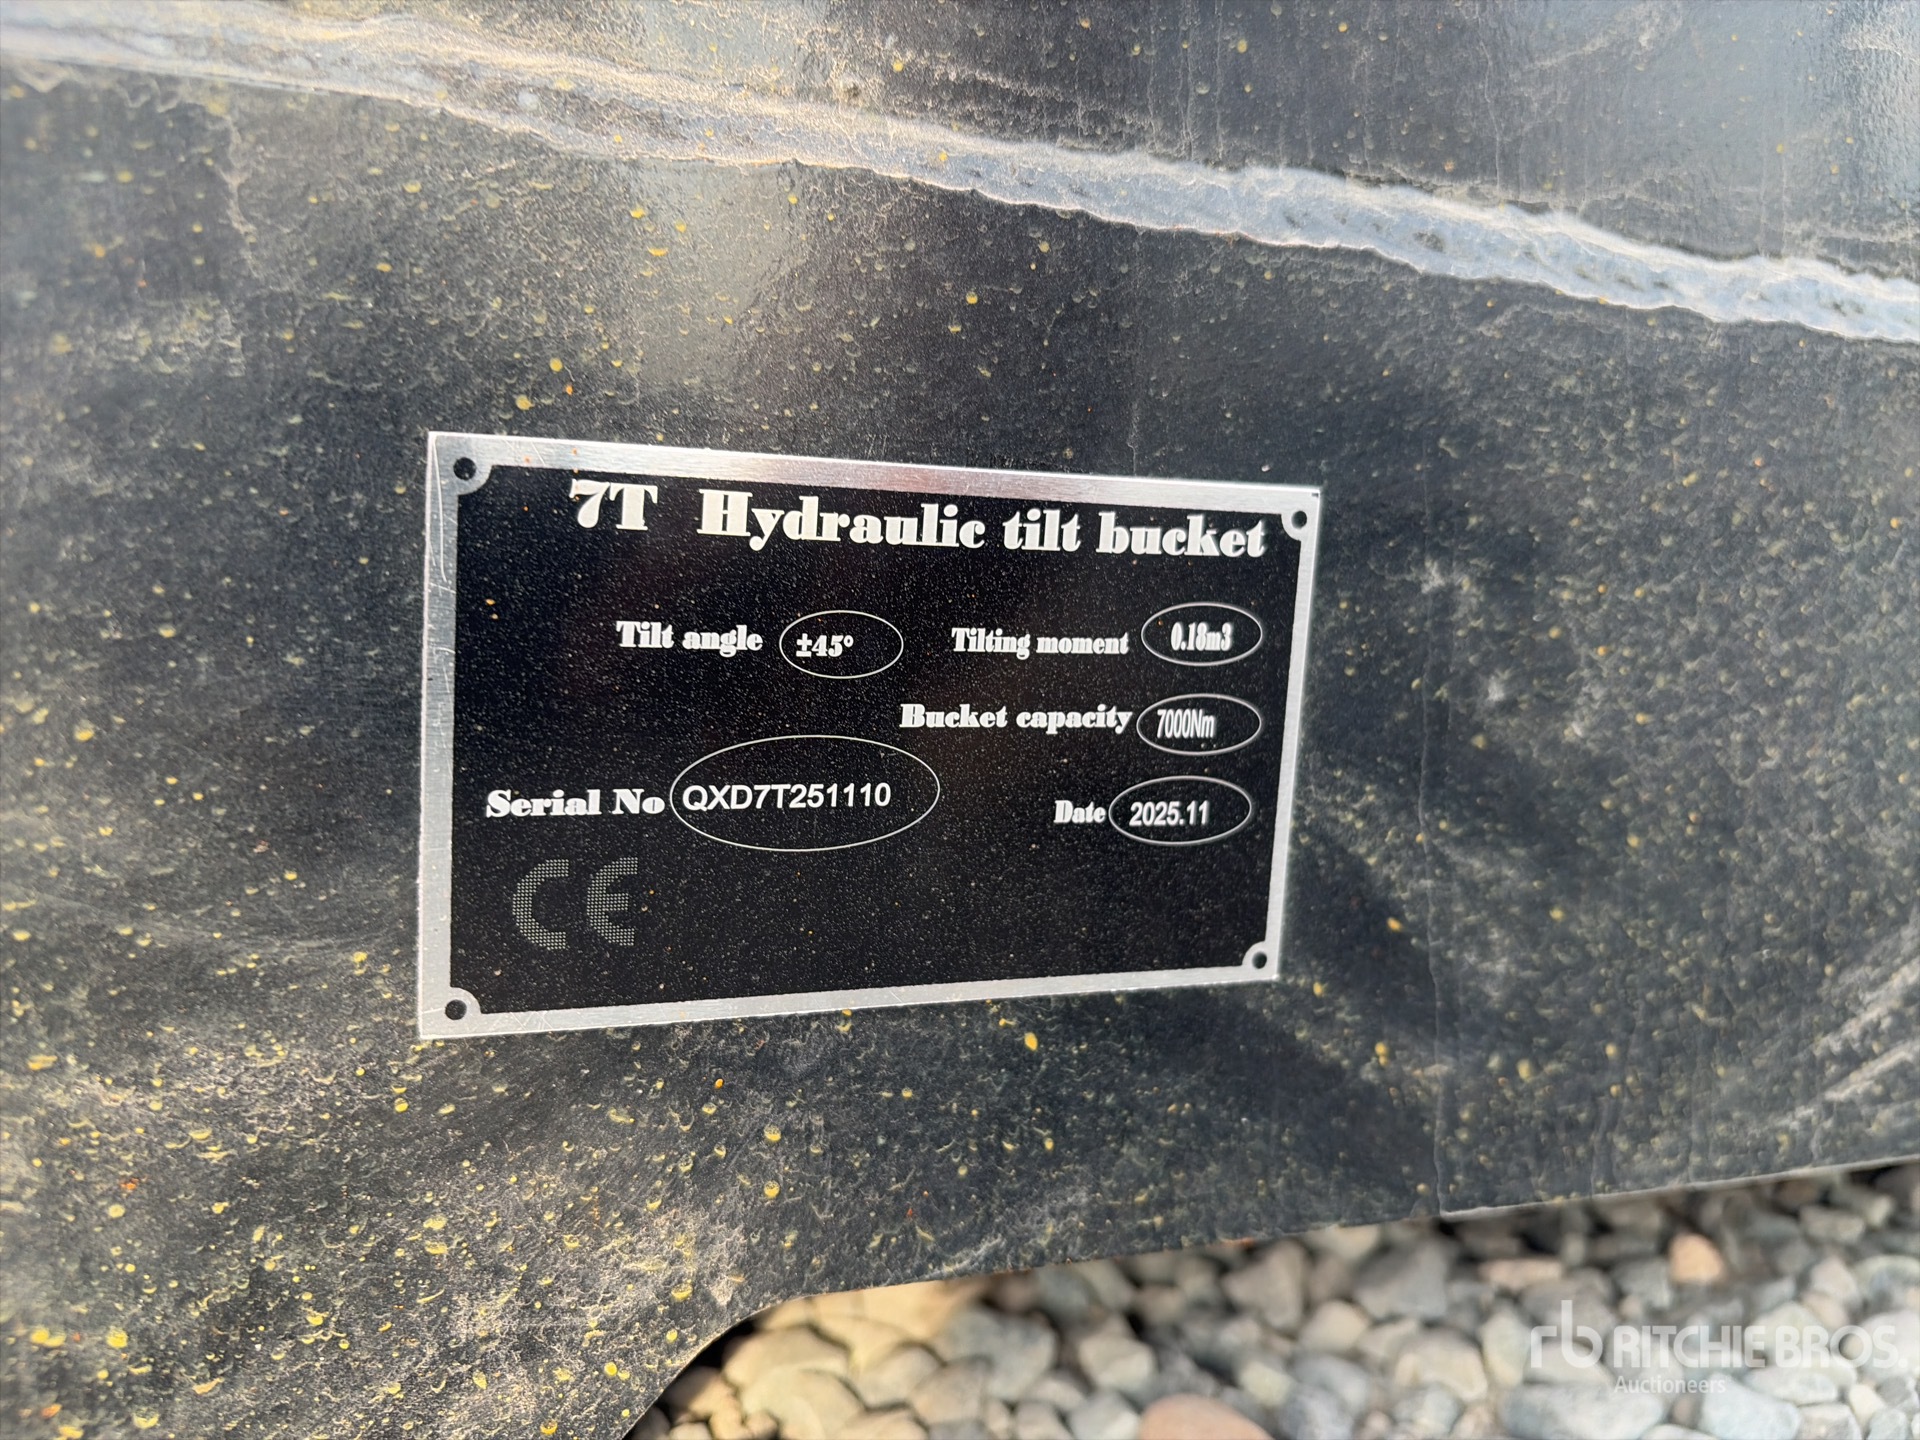 7T Hydraulic tilt bucket
Tilt angle ±45° Tilting moment 0.18m3
Bucket capacity 7000Nm
Serial No QXD7T251110 Date 2025.11
CE
rb RITCHIE BROS.
Auctioneers